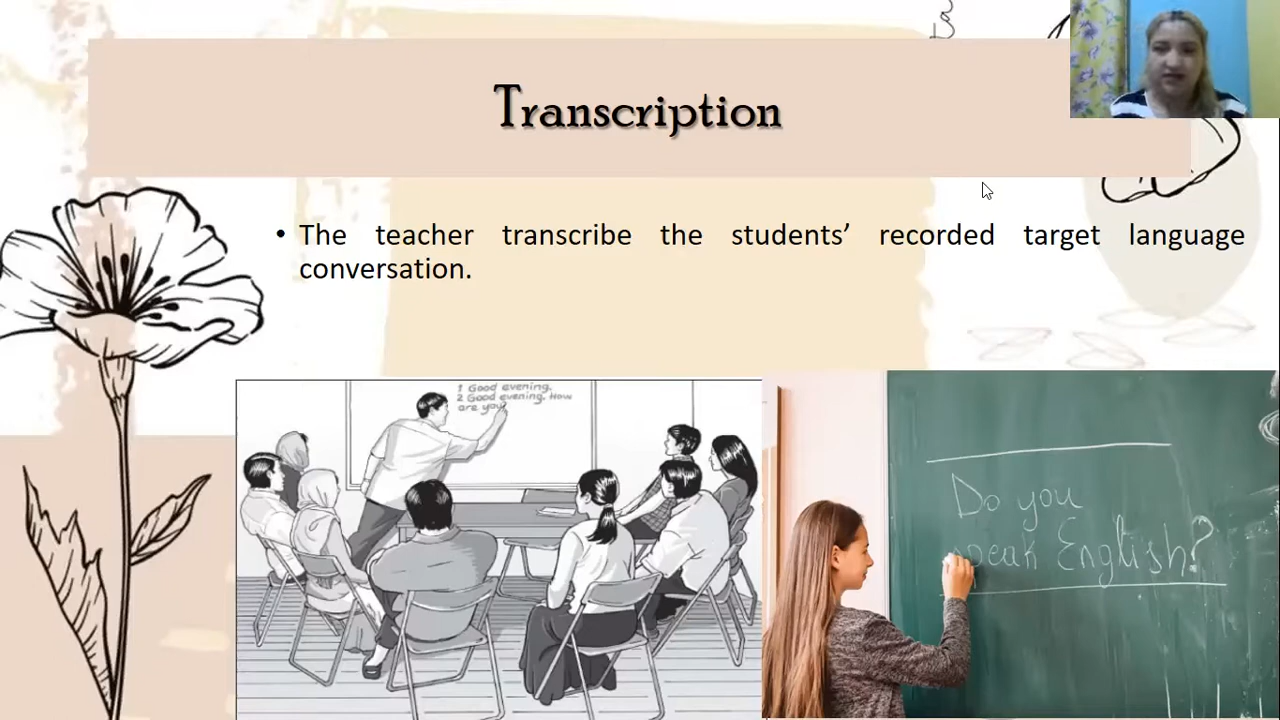 Transcription
• The teacher transcribe the students’ recorded target language
conversation.
1 Good evening.
2 Good evening. How
are you
Do you
speak English?